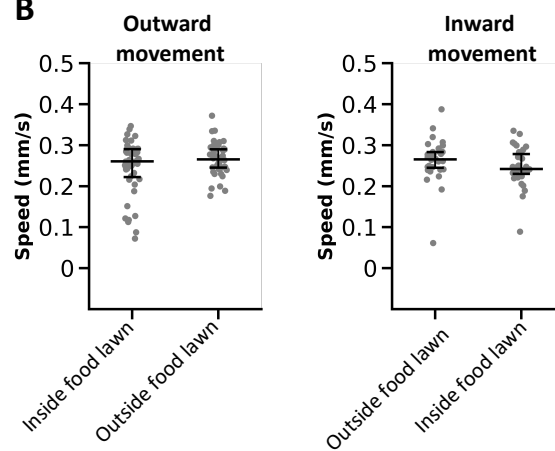 B
Outward
movement
Speed (mm/s)
0.5
0.4
0.3
0.2
0.1
0
Inside food lawn
Outside food lawn
Inward
movement
Speed (mm/s)
0.5
0.4
0.3
0.2
0.1
0
Outside food lawn
Inside food lawn